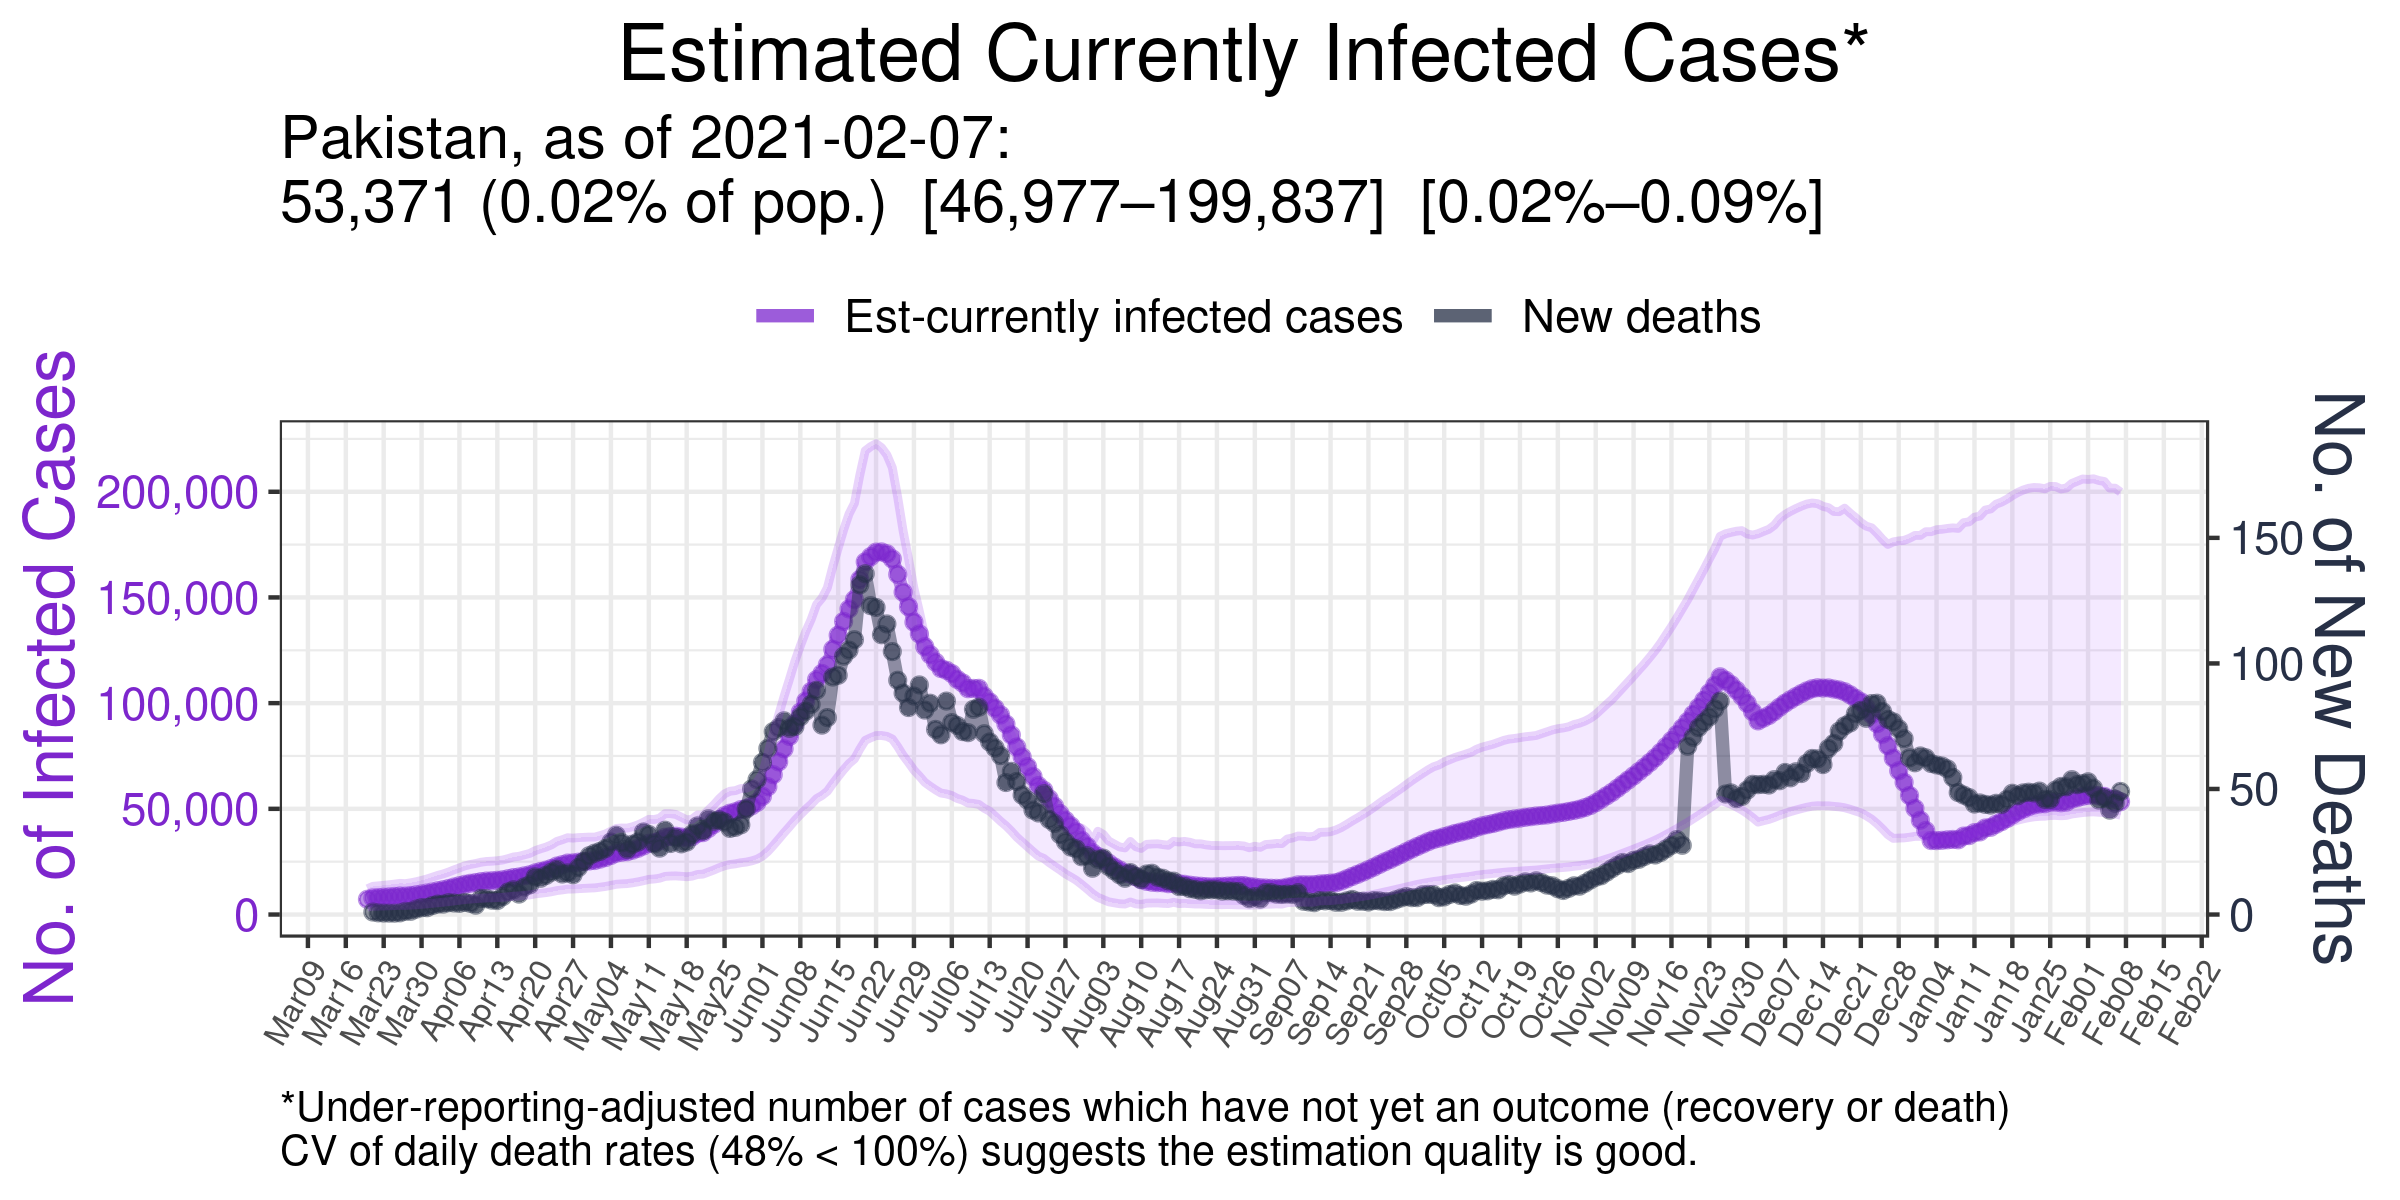 Estimated Currently Infected Cases*
Pakistan, as of 2021-02-07:
53,371 (0.02% of pop.) [46,977–199,837] [0.02%–0.09%]
Est-currently infected cases
New deaths
No. of Infected Cases
200,000
150,000
100,000
50,000
0
150
100
50
0
No. of New Deaths
Mar09
Mar16
Mar23
Mar30
Apr06
Apr13
Apr20
Apr27
May04
May11
May18
May25
Jun01
Jun08
Jun15
Jun22
Jun29
Jul06
Jul13
Jul20
Jul27
Aug03
Aug10
Aug17
Aug24
Aug31
Sep07
Sep14
Sep21
Sep28
Oct05
Oct12
Oct19
Oct26
Nov02
Nov09
Nov16
Nov23
Nov30
Dec07
Dec14
Dec21
Dec28
Jan04
Jan11
Jan18
Jan25
Feb01
Feb08
Feb15
Feb22
*Under-reporting-adjusted number of cases which have not yet an outcome (recovery or death)
CV of daily death rates (48% < 100%) suggests the estimation quality is good.